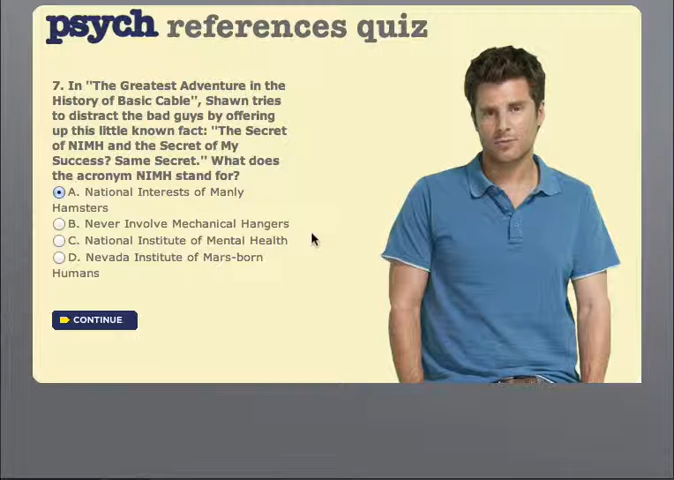 psych references quiz
7. In "The Greatest Adventure in the
History of Basic Cable", Shawn tries
to distract the bad guys by offering
up this little known fact: "The Secret
of NIMH and the Secret of My
Success? Same Secret." What does
the acronym NIMH stand for?
A. National Interests of Manly
Hamsters
B. Never Involve Mechanical Hangers
C. National Institute of Mental Health
D. Nevada Institute of Mars-born
Humans
CONTINUE